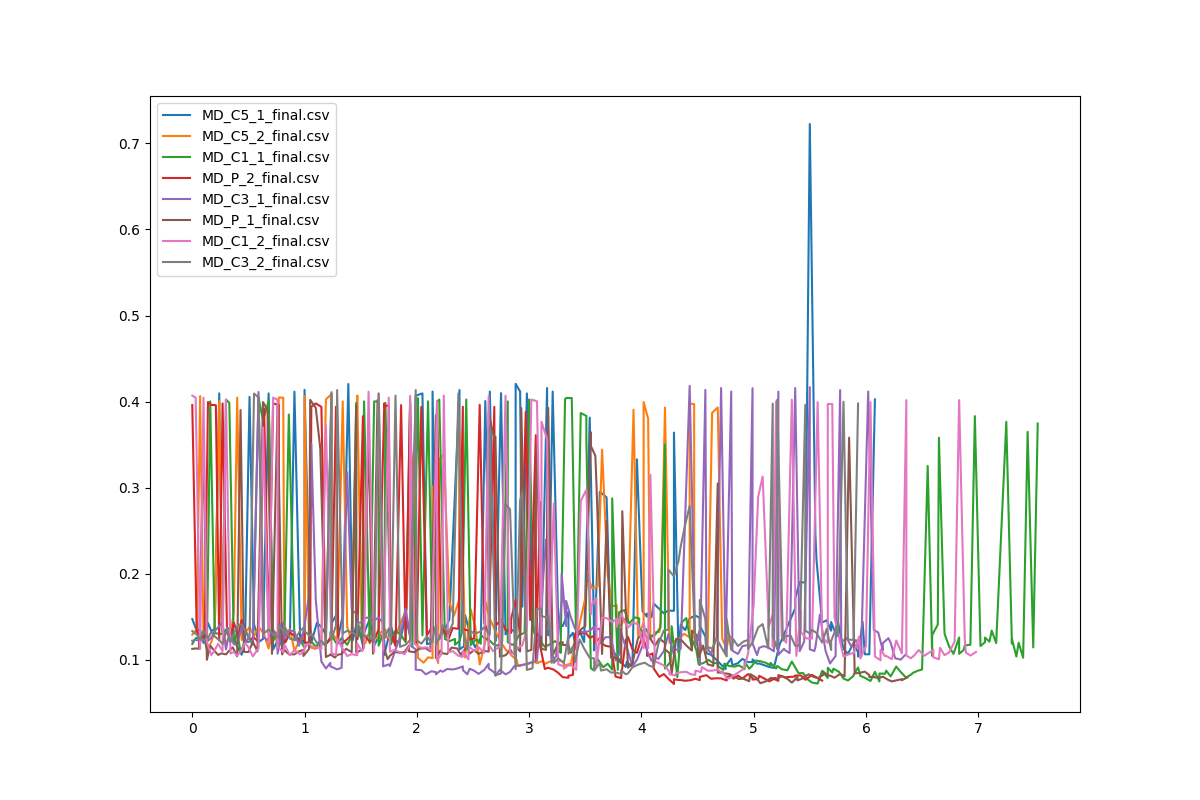 MD_C5_1_final.csv
MD_C5_2_final.csv
MD_C1_1_final.csv
MD_P_2_final.csv
MD_C3_1_final.csv
MD_P_1_final.csv
MD_C1_2_final.csv
MD_C3_2_final.csv
0.7
0.6
0.5
0.4
0.3
0.2
0.1
0 1 2 3 4 5 6 7